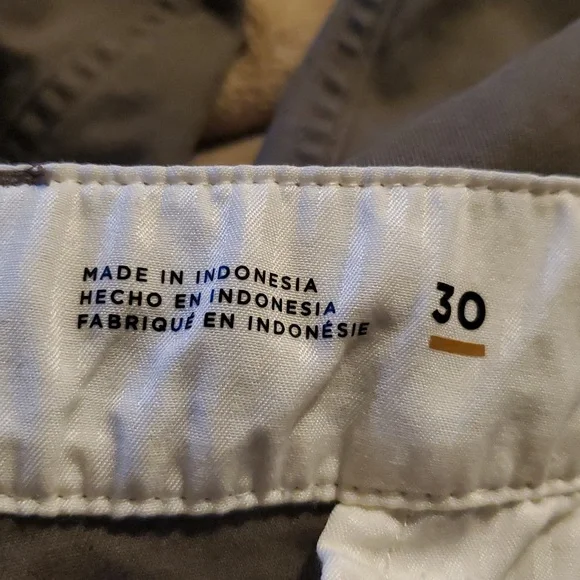 MADE IN INDONESIA
HECHO EN INDONESIA
FABRIQUÉ EN INDONÉSIE
30